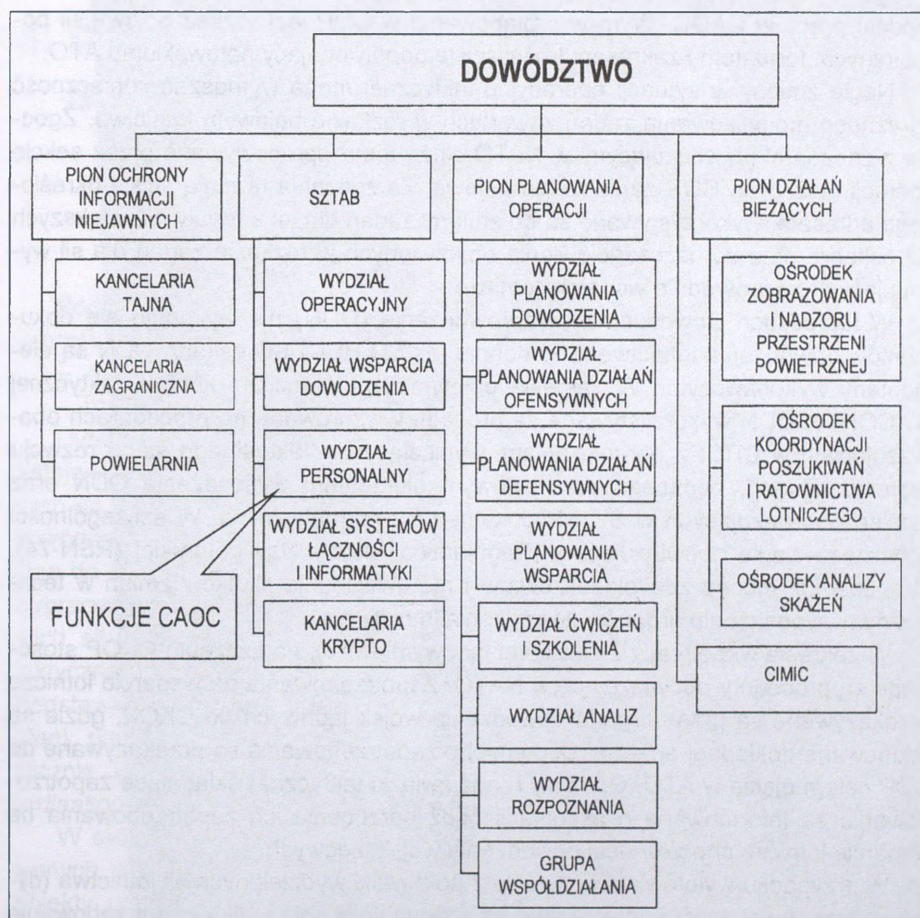 DOWÓDZTWO
PION OCHRONY
INFORMACJI
NIEJAWNYCH
KANCELARIA
TAJNA
KANCELARIA
ZAGRANICZNA
POWIELARNIA
FUNKCJE CAOC
SZTAB
WYDZIAŁ
OPERACYJNY
WYDZIAŁ WSPARCIA
DOWODZENIA
WYDZIAŁ
PERSONALNY
WYDZIAŁ SYSTEMÓW
ŁĄCZNOŚCI
I INFORMATYKI
KANCELARIA
KRYPTO
PION PLANOWANIA
OPERACJI
WYDZIAŁ
PLANOWANIA
DOWODZENIA
WYDZIAŁ
PLANOWANIA DZIAŁAŃ
OFENSYWNYCH
WYDZIAŁ
PLANOWANIA DZIAŁAŃ
DEFENSYWNYCH
WYDZIAŁ
PLANOWANIA
WSPARCIA
WYDZIAŁ ĆWICZEŃ
I SZKOLENIA
WYDZIAŁ ANALIZ
WYDZIAŁ
ROZPOZNANIA
GRUPA
WSPÓŁDZIAŁANIA
PION DZIAŁAŃ
BIEŻĄCYCH
OŚRODEK
ZOBRAZOWANIA
I NADZORU
PRZESTRZENI
POWIETRZNEJ
OŚRODEK
KOORDYNACJI
POSZUKIWAŃ
I RATOWNICTWA
LOTNICZEGO
OŚRODEK ANALIZY
SKAŻEŃ
CIMIC